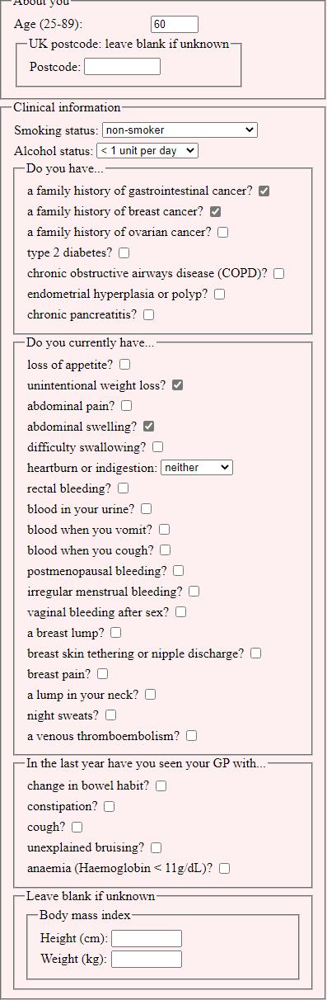 About you
Age (25-89): 60
UK postcode: leave blank if unknown
Postcode:
Clinical information
Smoking status: non-smoker
Alcohol status: < 1 unit per day
Do you have...
a family history of gastrointestinal cancer?
a family history of breast cancer?
a family history of ovarian cancer?
type 2 diabetes?
chronic obstructive airways disease (COPD)?
endometrial hyperplasia or polyp?
chronic pancreatitis?
Do you currently have...
loss of appetite?
unintentional weight loss?
abdominal pain?
abdominal swelling?
difficulty swallowing?
heartburn or indigestion: neither
rectal bleeding?
blood in your urine?
blood when you vomit?
blood when you cough?
postmenopausal bleeding?
irregular menstrual bleeding?
vaginal bleeding after sex?
a breast lump?
breast skin tethering or nipple discharge?
breast pain?
a lump in your neck?
night sweats?
a venous thromboembolism?
In the last year have you seen your GP with...
change in bowel habit?
constipation?
cough?
unexplained bruising?
anaemia (Haemoglobin < 11g/dL)?
Leave blank if unknown
Body mass index
Height (cm):
Weight (kg):